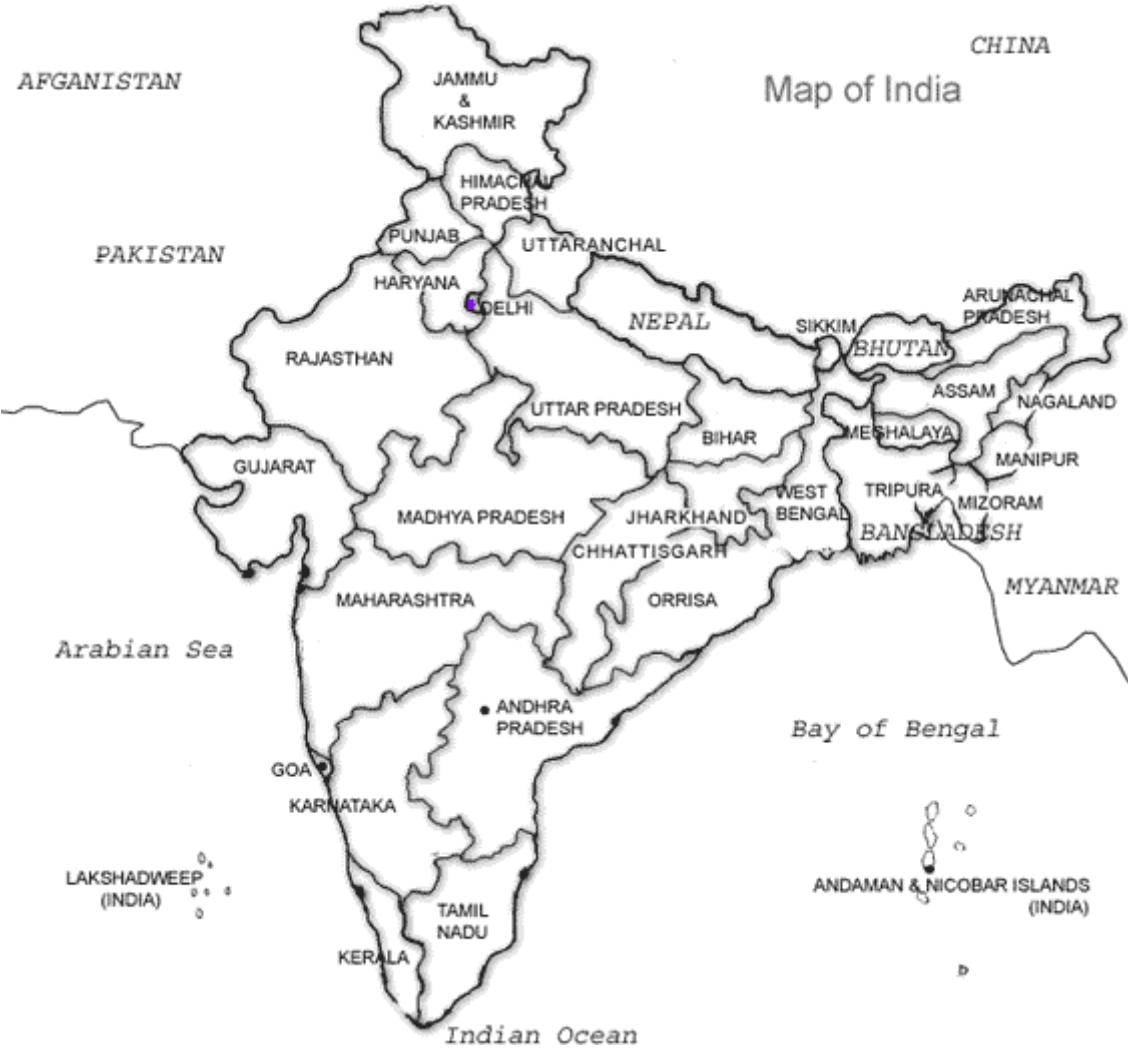 CHINA
AFGANISTAN
Map of India
JAMMU
&
KASHMIR
HIMACHAL
PRADESH
PUNJAB
UTTARANCHAL
PAKISTAN
HARYANA
DELHI
NEPAL
SIKKIM
ARUNACHAL
PRADESH
BHUTAN
RAJASTHAN
ASSAM
NAGALAND
UTTAR PRADESH
BIHAR
MEGHALAYA
MANIPUR
GUJARAT
TRIPURA
MIZORAM
WEST
BENGAL
MADHYA PRADESH
JHARKHAND
BANGLADESH
CHHATTISGARH
MYANMAR
MAHARASHTRA
ORRISA
Arabian Sea
ANDHRA
PRADESH
Bay of Bengal
GOA
KARNATAKA
LAKSHADWEEP
(INDIA)
ANDAMAN & NICOBAR ISLANDS
(INDIA)
TAMIL
NADU
KERALA
Indian Ocean